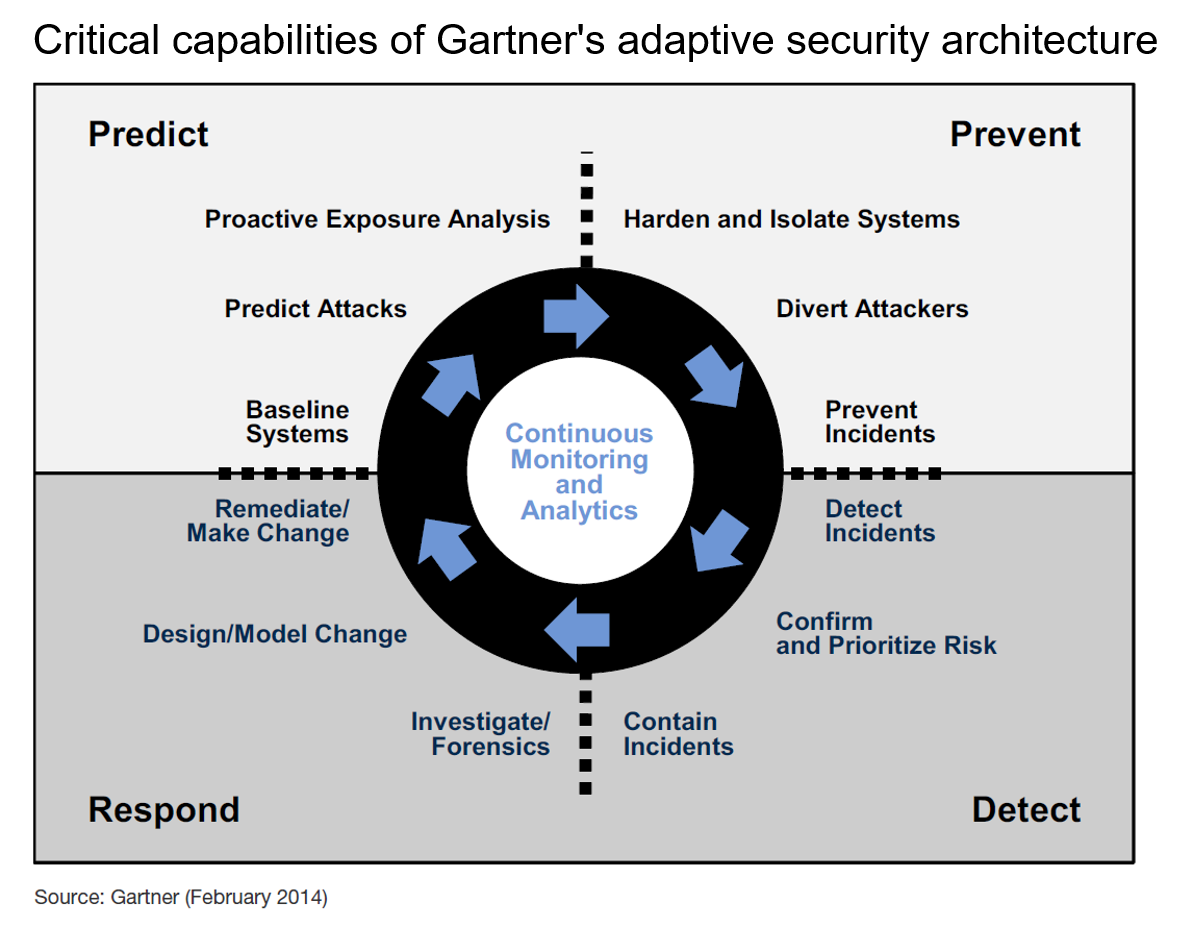 Critical capabilities of Gartner's adaptive security architecture
Predict
Prevent
Proactive Exposure Analysis
Harden and Isolate Systems
Predict Attacks
Divert Attackers
Baseline
Systems
Prevent
Incidents
Continuous
Monitoring
and
Analytics
Remediate/
Make Change
Detect
Incidents
Design/Model Change
Confirm
and Prioritize Risk
Investigate/
Forensics
Contain
Incidents
Respond
Detect
Source: Gartner (February 2014)